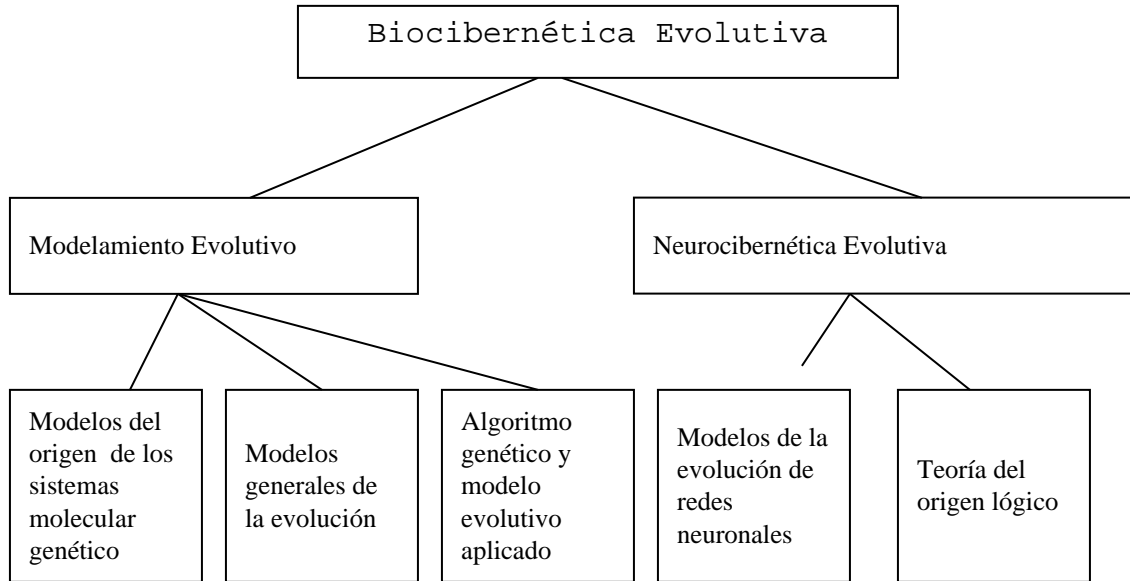 Biocibernética Evolutiva
Modelamiento Evolutivo
Neurocibernética Evolutiva
Modelos del
origen de los
sistemas
molecular
genético
Modelos
generales de
la evolución
Algoritmo
genético y
modelo
evolutivo
aplicado
Modelos de la
evolución de
redes
neuronales
Teoría del
origen lógico